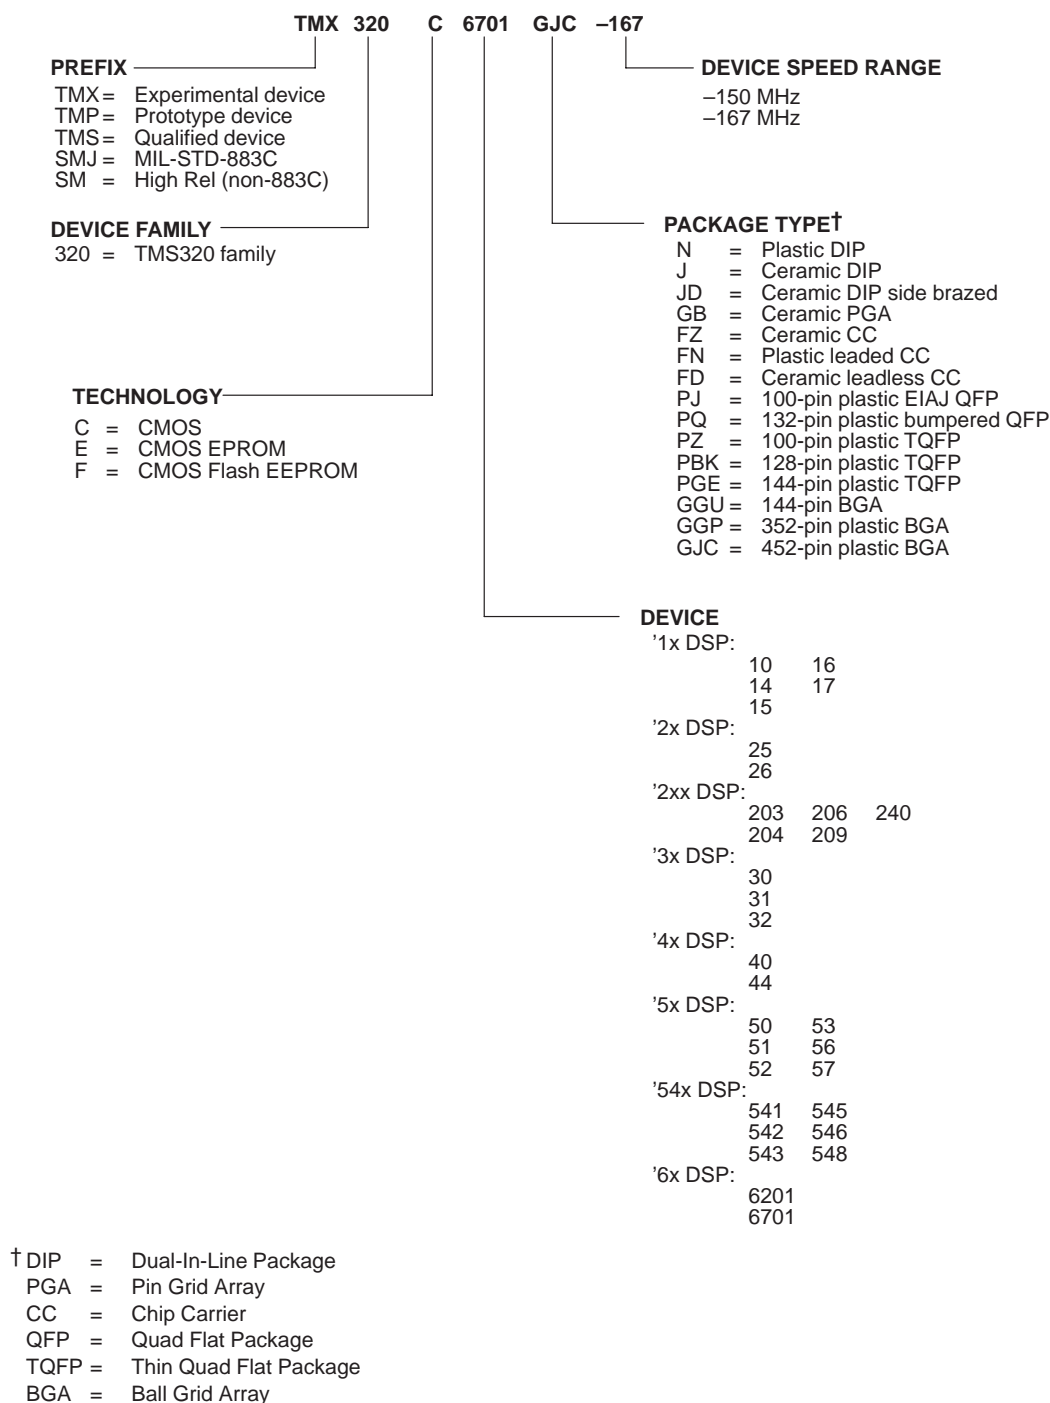 TMX 320 C 6701 GJC –167
PREFIX
TMX = Experimental device
TMP = Prototype device
TMS = Qualified device
SMJ = MIL-STD-883C
SM = High Rel (non-883C)
DEVICE SPEED RANGE
–150 MHz
–167 MHz
DEVICE FAMILY
320 = TMS320 family
PACKAGE TYPE†
N = Plastic DIP
J = Ceramic DIP
JD = Ceramic DIP side brazed
GB = Ceramic PGA
FZ = Ceramic CC
FN = Plastic leaded CC
FD = Ceramic leadless CC
PJ = 100-pin plastic EIAJ QFP
PQ = 132-pin plastic bumpered QFP
PZ = 100-pin plastic TQFP
PBK = 128-pin plastic TQFP
PGE = 144-pin plastic TQFP
GGU = 144-pin BGA
GGP = 352-pin plastic BGA
GJC = 452-pin plastic BGA
TECHNOLOGY
C = CMOS
E = CMOS EPROM
F = CMOS Flash EEPROM
DEVICE
’1x DSP:
10 16
14 17
15
’2x DSP:
25
26
’2xx DSP:
203 206 240
204 209
’3x DSP:
30
31
32
’4x DSP:
40
44
’5x DSP:
50 53
51 56
52 57
’54x DSP:
541 545
542 546
543 548
’6x DSP:
6201
6701
† DIP = Dual-In-Line Package
PGA = Pin Grid Array
CC = Chip Carrier
QFP = Quad Flat Package
TQFP = Thin Quad Flat Package
BGA = Ball Grid Array